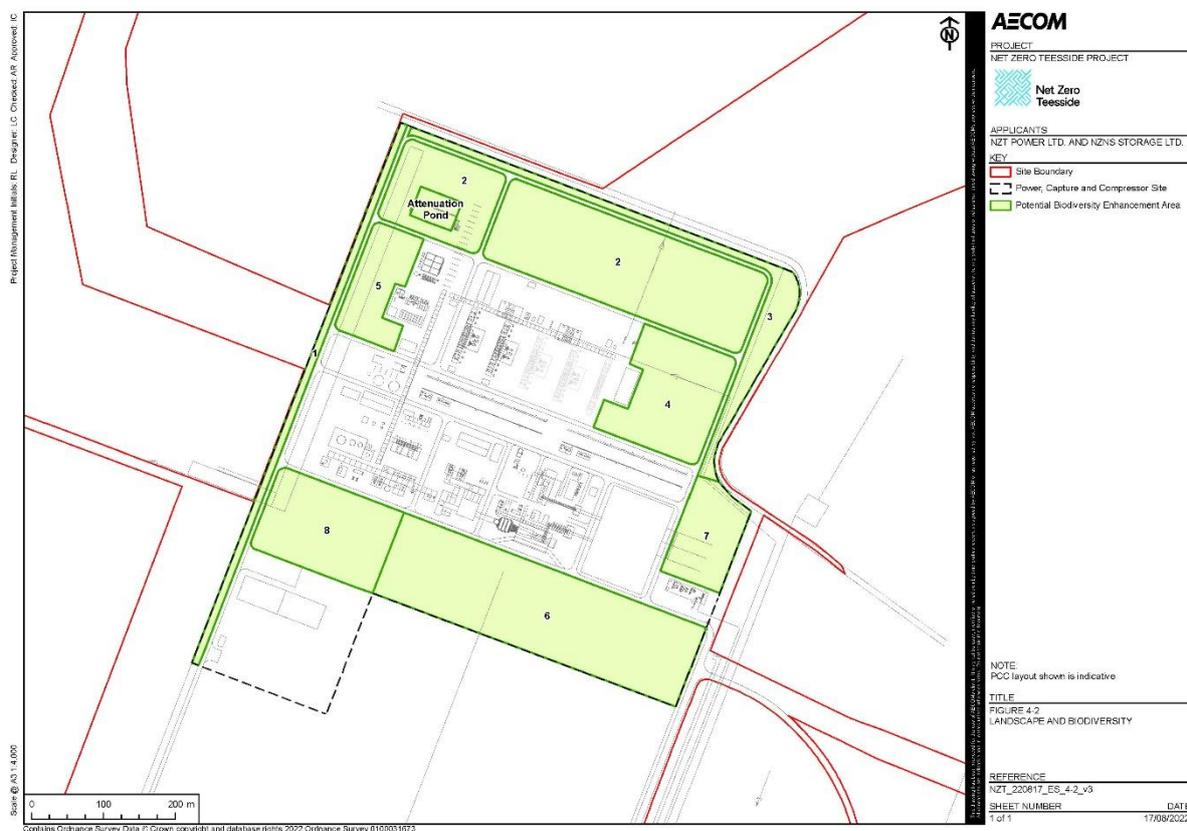 AECOM
PROJECT
NET ZERO TEESSIDE PROJECT
Net Zero
Teesside
APPLICANTS
NZT POWER LTD. AND NZNS STORAGE LTD.
KEY
Site Boundary
Power, Capture and Compressor Site
Potential Biodiversity Enhancement Area
NOTE:
PCC layout shown is indicative
TITLE
FIGURE 4-2
LANDSCAPE AND BIODIVERSITY
REFERENCE
NZT_220817_ES_4-2_v3
SHEET NUMBER DATE
1 of 1 17/08/2022
N
2
Attenuation
Pond
2
5
3
1
4
8
7
6
0 100 200 m
Project Management Initials: RL Designer: LC Checked: AR Approved: IC
Scale @ A3 1:4,000
Contains Ordnance Survey Data © Crown copyright and database rights 2022 Ordnance Survey 0100031673